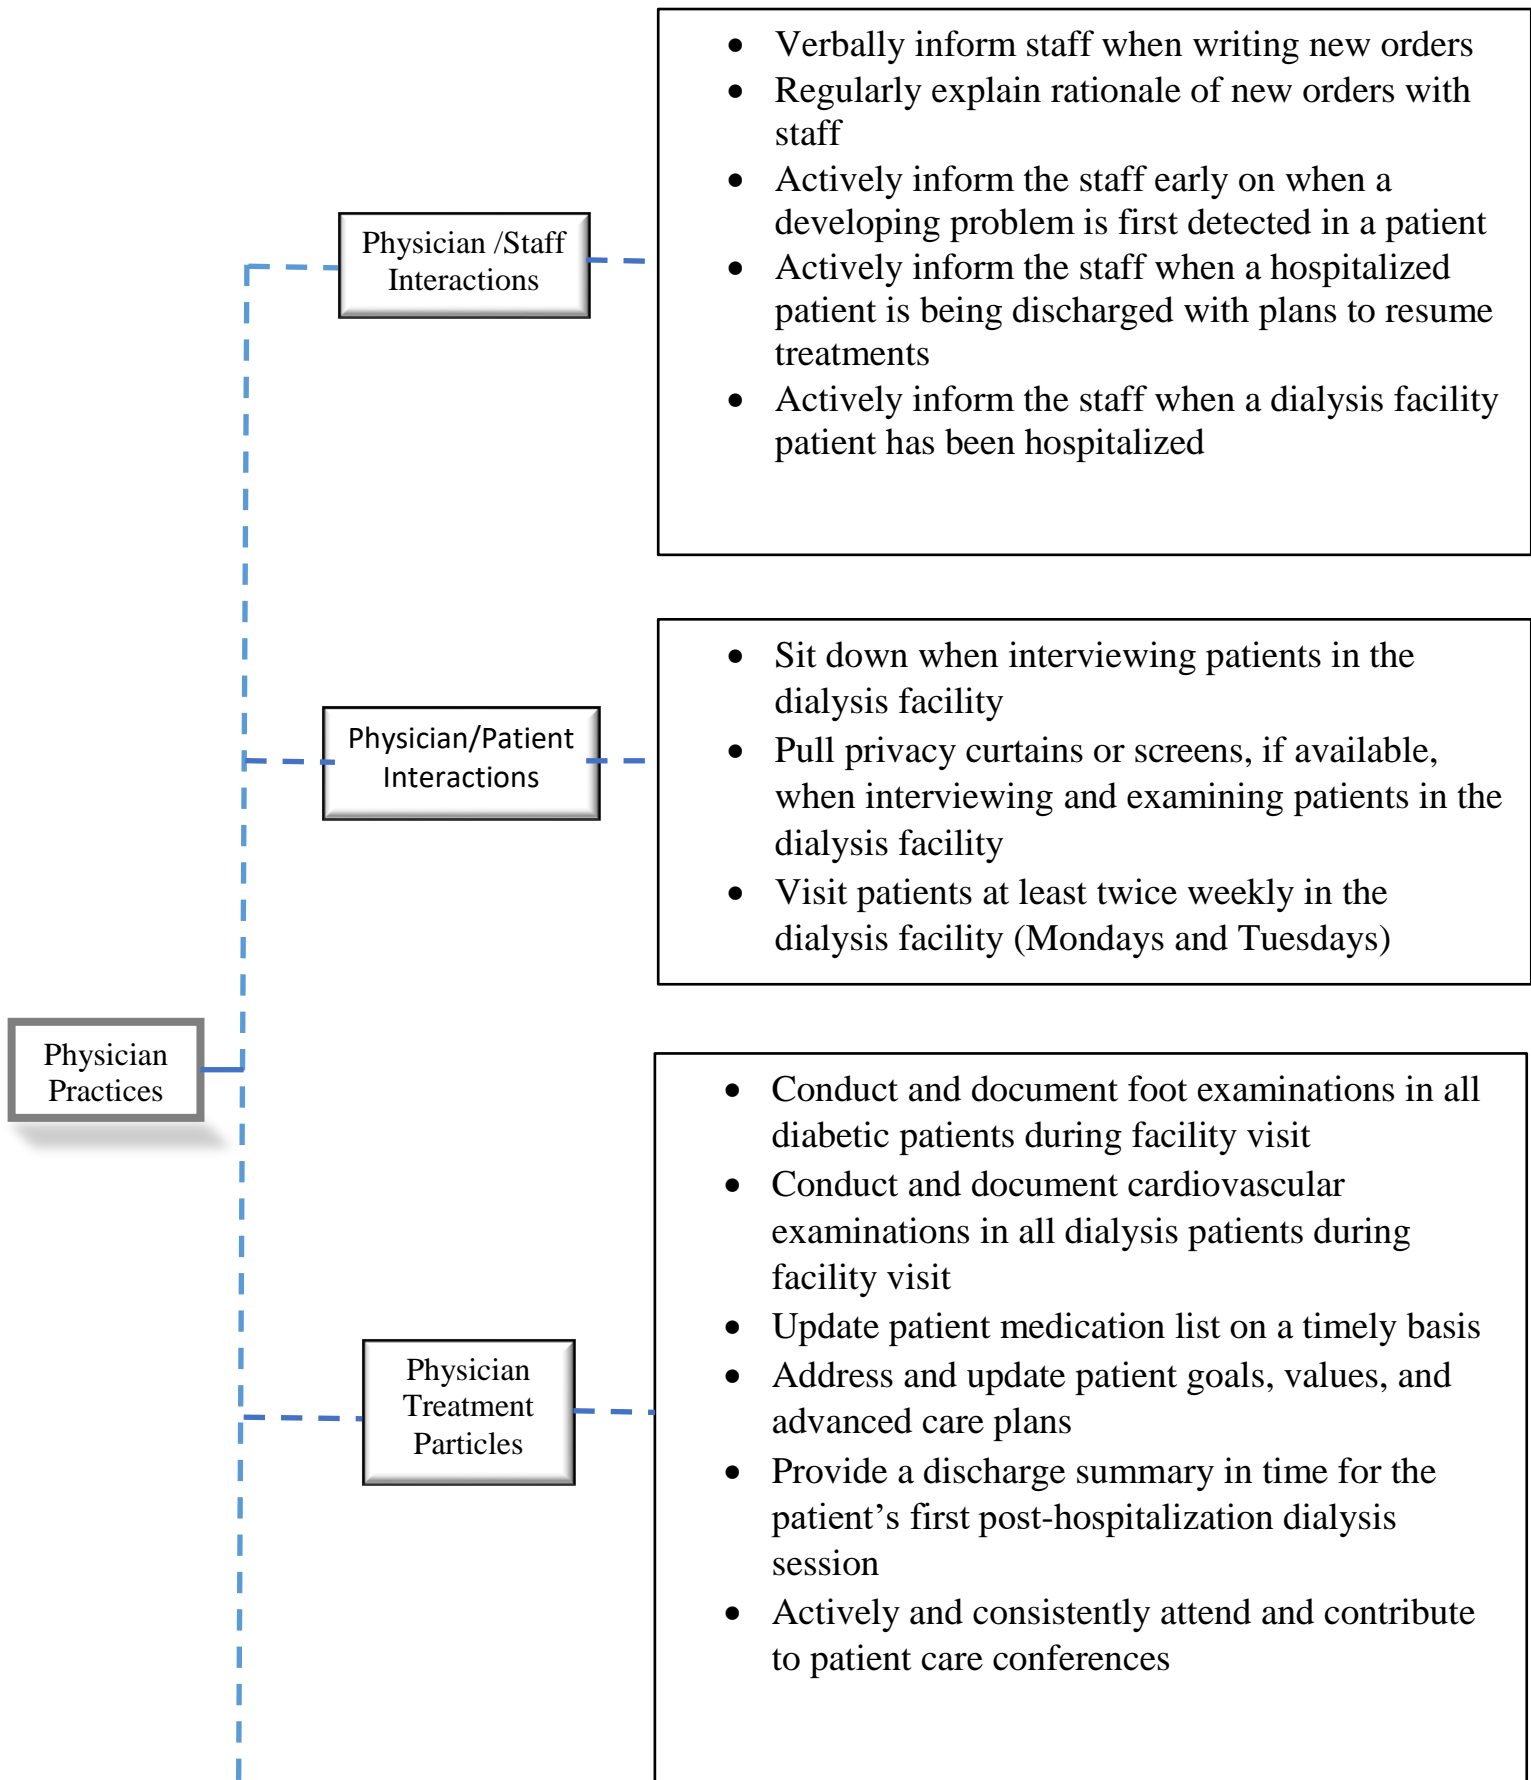 Physician
Practices
Physician /Staff
Interactions
• Verbally inform staff when writing new orders
• Regularly explain rationale of new orders with
staff
• Actively inform the staff early on when a
developing problem is first detected in a patient
• Actively inform the staff when a hospitalized
patient is being discharged with plans to resume
treatments
• Actively inform the staff when a dialysis facility
patient has been hospitalized
Physician/Patient
Interactions
• Sit down when interviewing patients in the
dialysis facility
• Pull privacy curtains or screens, if available,
when interviewing and examining patients in the
dialysis facility
• Visit patients at least twice weekly in the
dialysis facility (Mondays and Tuesdays)
Physician
Treatment
Particles
• Conduct and document foot examinations in all
diabetic patients during facility visit
• Conduct and document cardiovascular
examinations in all dialysis patients during
facility visit
• Update patient medication list on a timely basis
• Address and update patient goals, values, and
advanced care plans
• Provide a discharge summary in time for the
patient’s first post-hospitalization dialysis
session
• Actively and consistently attend and contribute
to patient care conferences